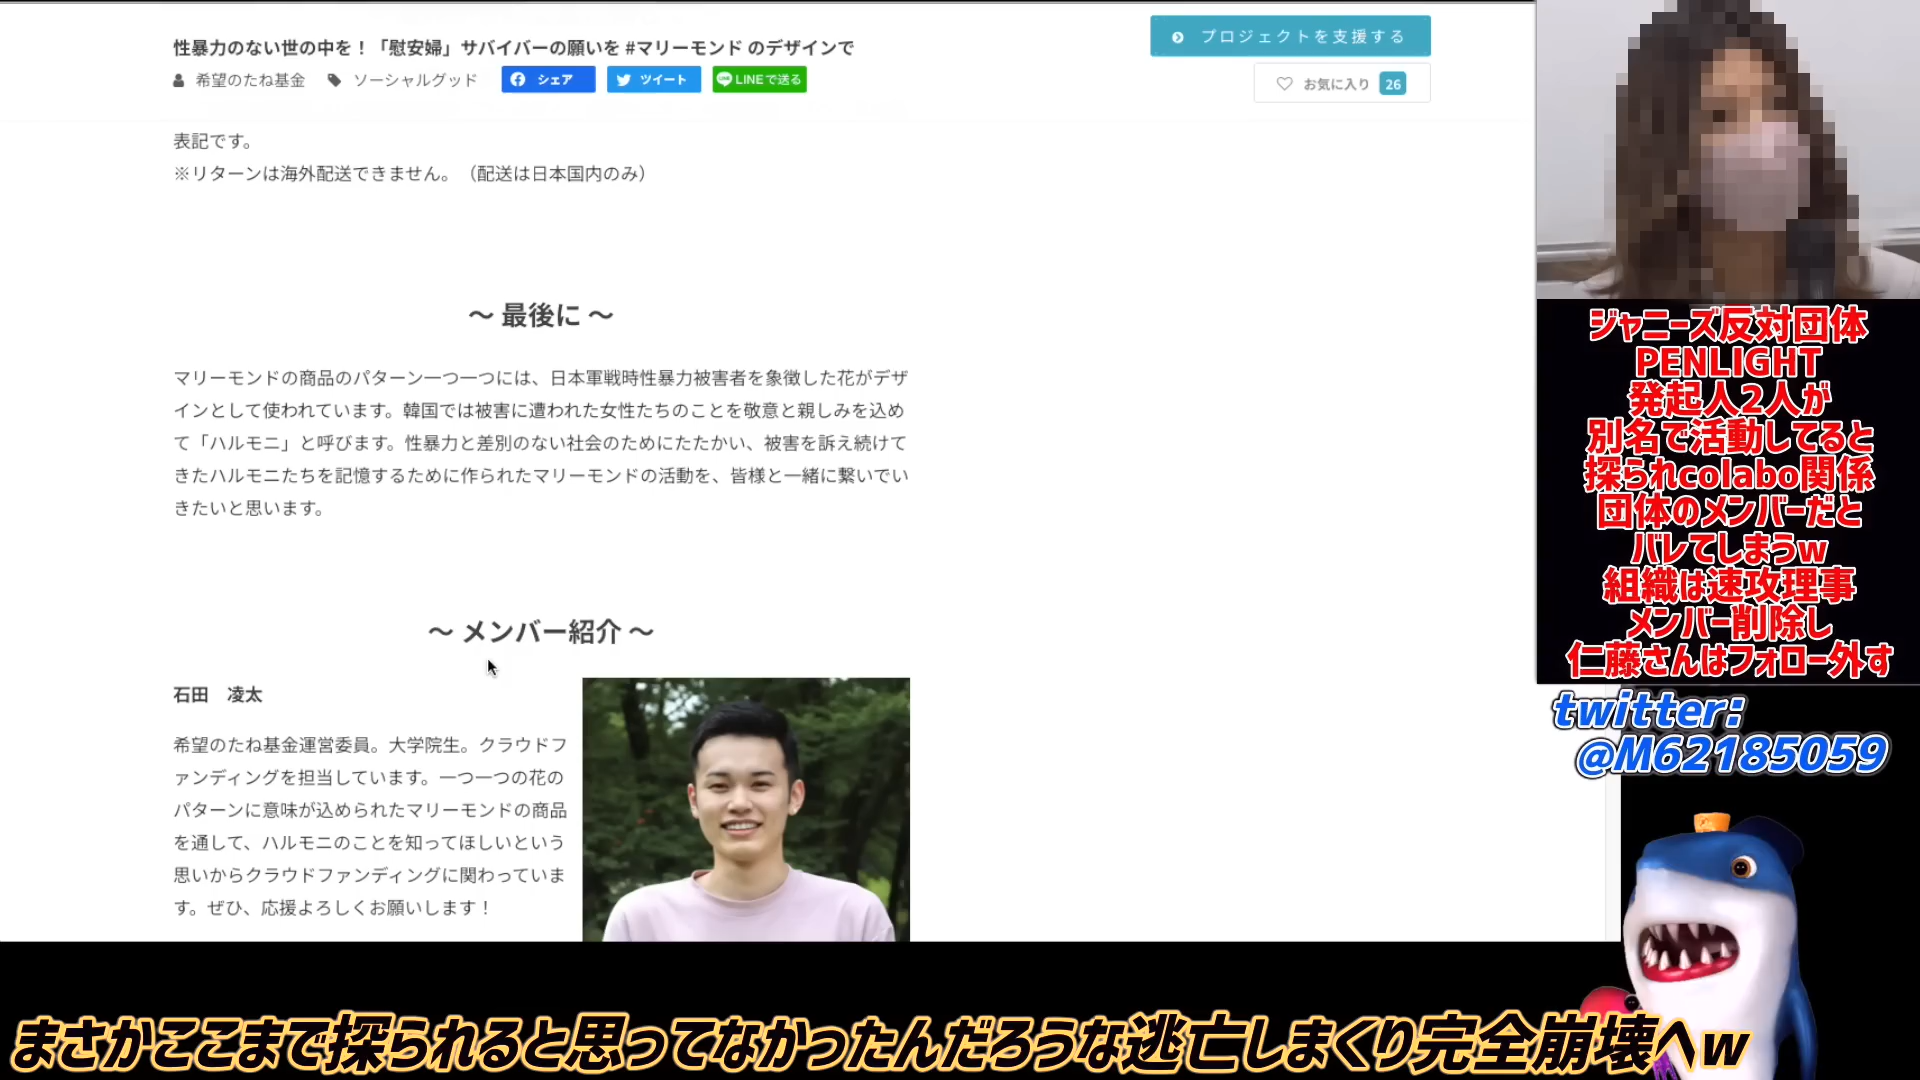 性暴力のない世の中を！「慰安婦」サバイバーの願いを #マリーモンド のデザインで
希望のたね基金 ソーシャルグッド シェア ツイート LINEで送る
プロジェクトを支援する
お気に入り 26
表記です。
※リターンは海外配送できません。（配送は日本国内のみ）
～ 最後に ～
マリーモンドの商品のパターン一つ一つには、日本軍戦時性暴力被害者を象徴した花がデザ
インとして使われています。韓国では被害に遭われた女性たちのことを敬意と親しみを込め
て「ハルモニ」と呼びます。性暴力と差別のない社会のためにたたかい、被害を訴え続けて
きたハルモニたちを記憶するために作られたマリーモンドの活動を、皆様と一緒に繋いでい
きたいと思います。
～ メンバー紹介 ～
石田　凌太
希望のたね基金運営委員。大学院生。クラウドフ
ァンディングを担当しています。一つ一つの花の
パターンに意味が込められたマリーモンドの商品
を通して、ハルモニのことを知ってほしいという
思いからクラウドファンディングに関わっていま
す。ぜひ、応援よろしくお願いします！
ジャニーズ反対団体
PENLIGHT
発起人2人が
別名で活動してると
探られcolabo関係
団体のメンバーだと
バレてしまうw
組織は速攻理事
メンバー削除し
仁藤さんはフォロー外す
twitter:
@M62185059
まさかここまで探られると思ってなかったんだろうな逃亡しまくり完全崩壊へw